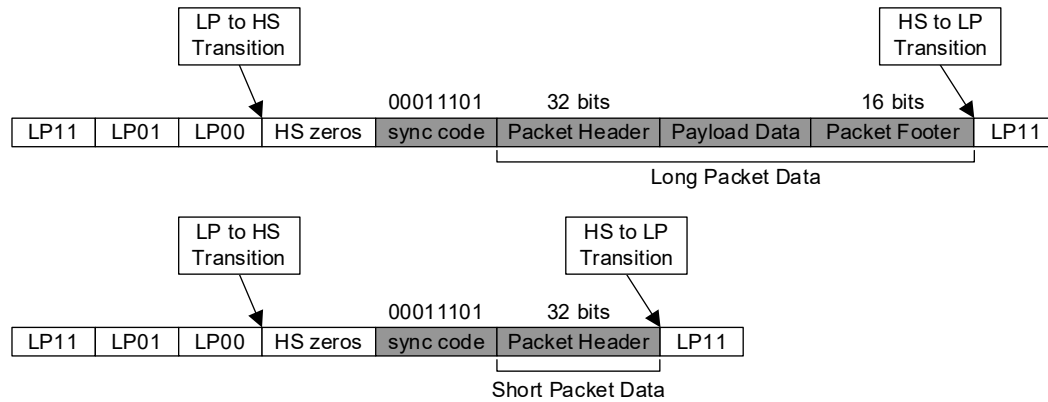 LP to HS
Transition
HS to LP
Transition
00011101
32 bits
16 bits
LP11
LP01
LP00
HS zeros
sync code
Packet Header
Payload Data
Packet Footer
LP11
Long Packet Data
LP to HS
Transition
HS to LP
Transition
00011101
32 bits
LP11
LP01
LP00
HS zeros
sync code
Packet Header
LP11
Short Packet Data